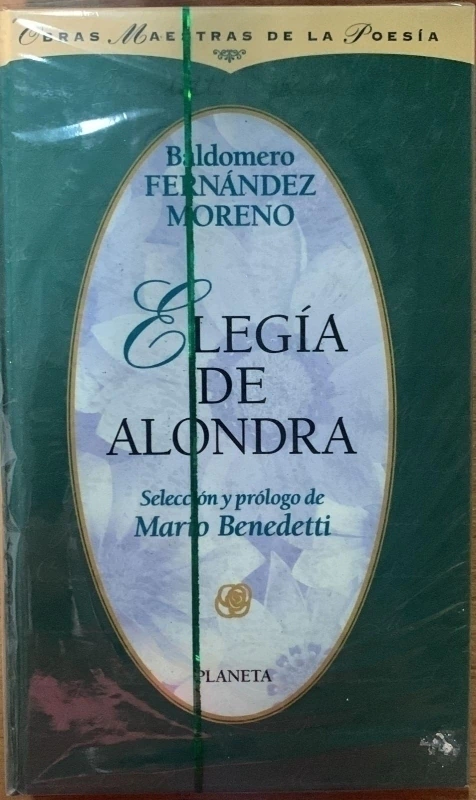 Obras Maestras de la Poesía
Baldomero
FERNÁNDEZ
MORENO
ELEGÍA
DE
ALONDRA
Selección y prólogo de
Mario Benedetti
PLANETA